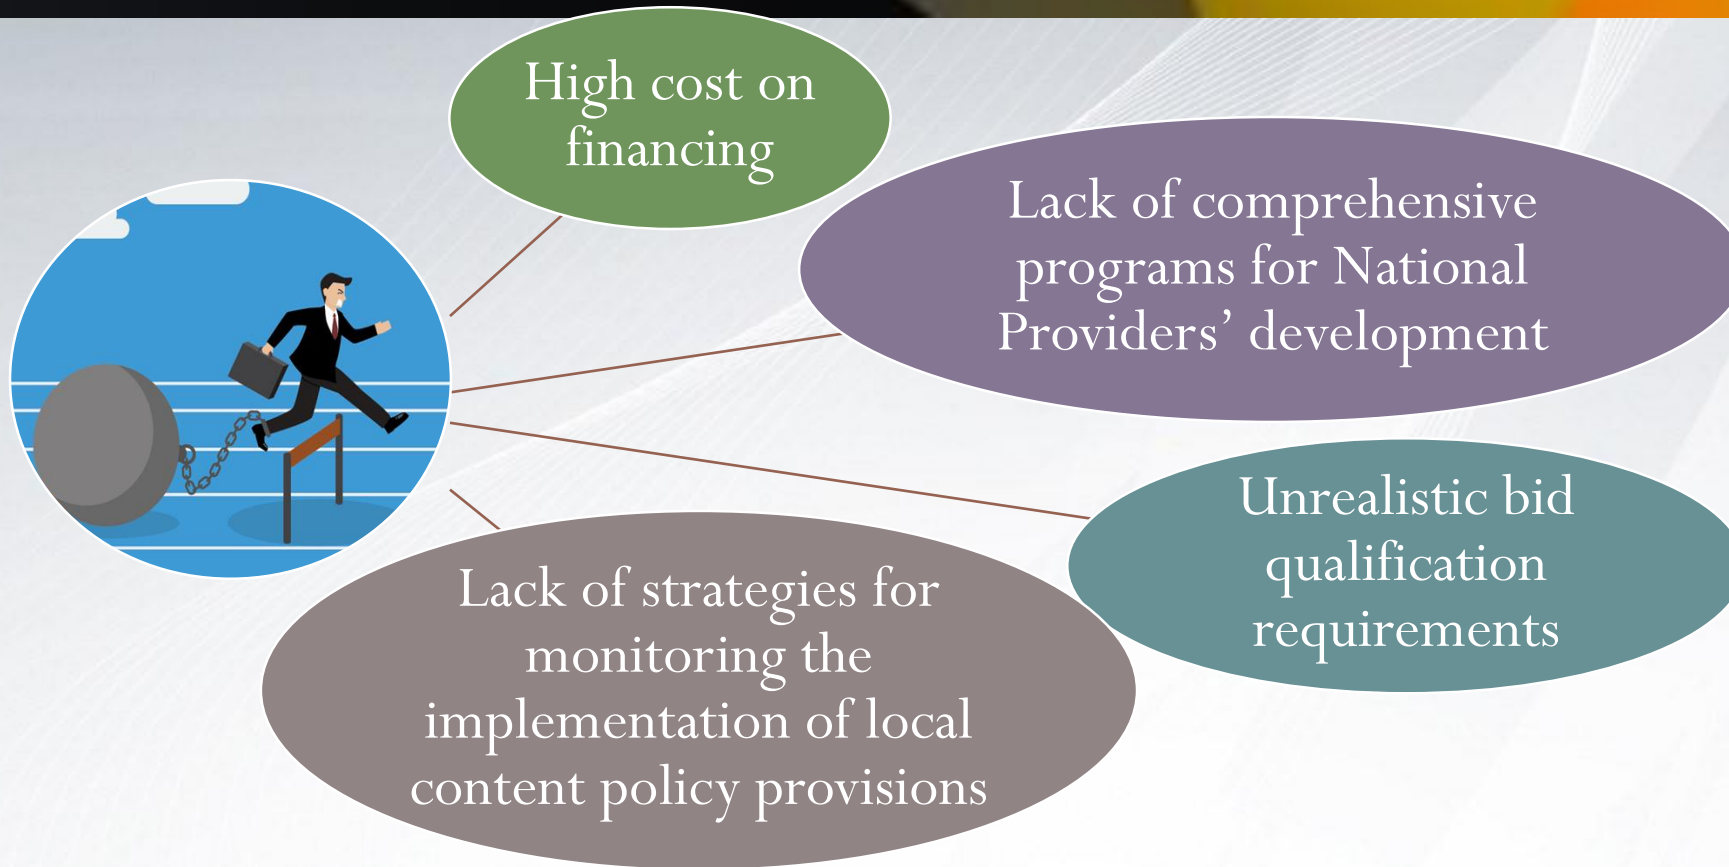 High cost on
financing
Lack of comprehensive
programs for National
Providers’ development
Unrealistic bid
qualification
requirements
Lack of strategies for
monitoring the
implementation of local
content policy provisions